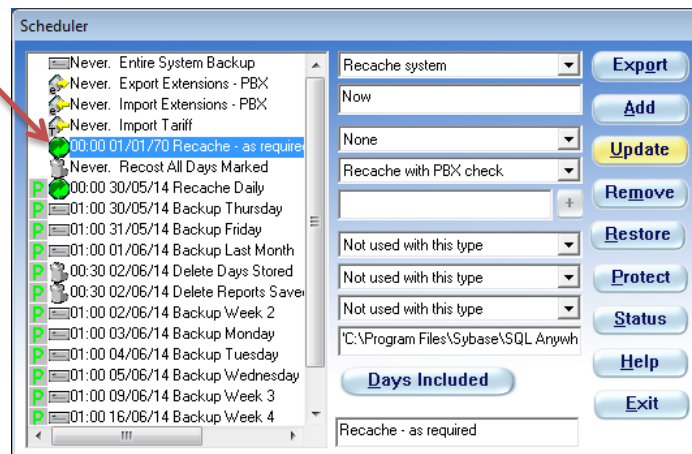 Scheduler
Never. Entire System Backup
Never. Export Extensions - PBX
Never. Import Extensions - PBX
Never. Import Tariff
00:00 01/01/70 Recache - as require
Never. Recost All Days Marked
P 00:00 30/05/14 Recache Daily
P 01:00 30/05/14 Backup Thursday
P 01:00 31/05/14 Backup Friday
P 01:00 01/06/14 Backup Last Month
P 00:30 02/06/14 Delete Days Stored
P 00:30 02/06/14 Delete Reports Save
P 01:00 02/06/14 Backup Week 2
P 01:00 03/06/14 Backup Monday
P 01:00 04/06/14 Backup Tuesday
P 01:00 05/06/14 Backup Wednesday
P 01:00 09/06/14 Backup Week 3
P 01:00 16/06/14 Backup Week 4
Recache system
Now
None
Recache with PBX check
+
Not used with this type
Not used with this type
Not used with this type
'C:\Program Files\Sybase\SQL Anywh
Days Included
Recache - as required
Export
Add
Update
Remove
Restore
Protect
Status
Help
Exit